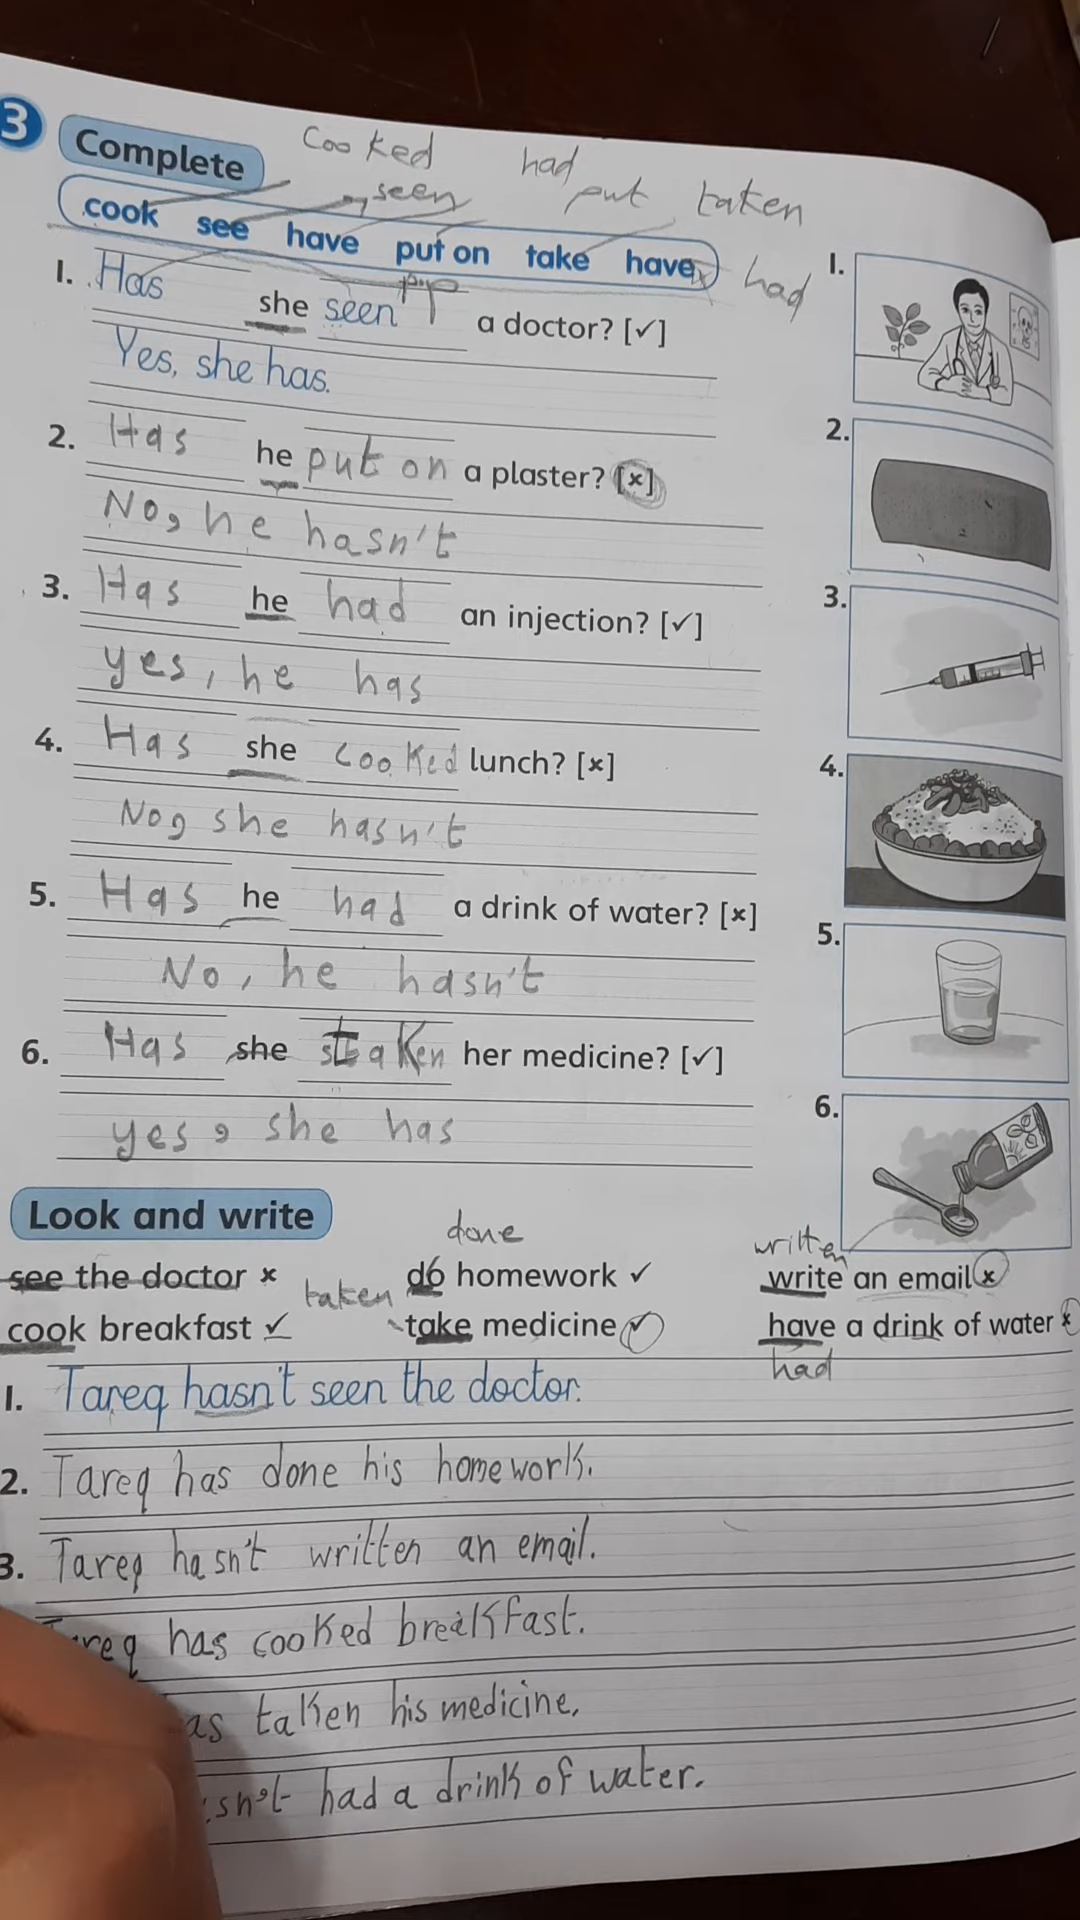 3 Complete
Cooked had
seen put taken
cook see have put on take have had
1. Has she seen p.p a doctor? [✓]
Yes, she has.
2. Has he put on a plaster? [×]
No, he hasn't
3. Has he had an injection? [✓]
yes, he has
4. Has she cooked lunch? [×]
No, she hasn't
5. Has he had a drink of water? [×]
No, he hasn't
6. Has she taken her medicine? [✓]
yes, she has
1.
2.
3.
4.
5.
6.
Look and write
done written
see the doctor × do homework ✓ write an email ×
taken
cook breakfast ✓ take medicine ✓ have a drink of water ×
had
1. Tareq hasn't seen the doctor.
2. Tareq has done his homework.
3. Tareq hasn't written an email.
has cooked breakfast.
taken his medicine.
had a drink of water.